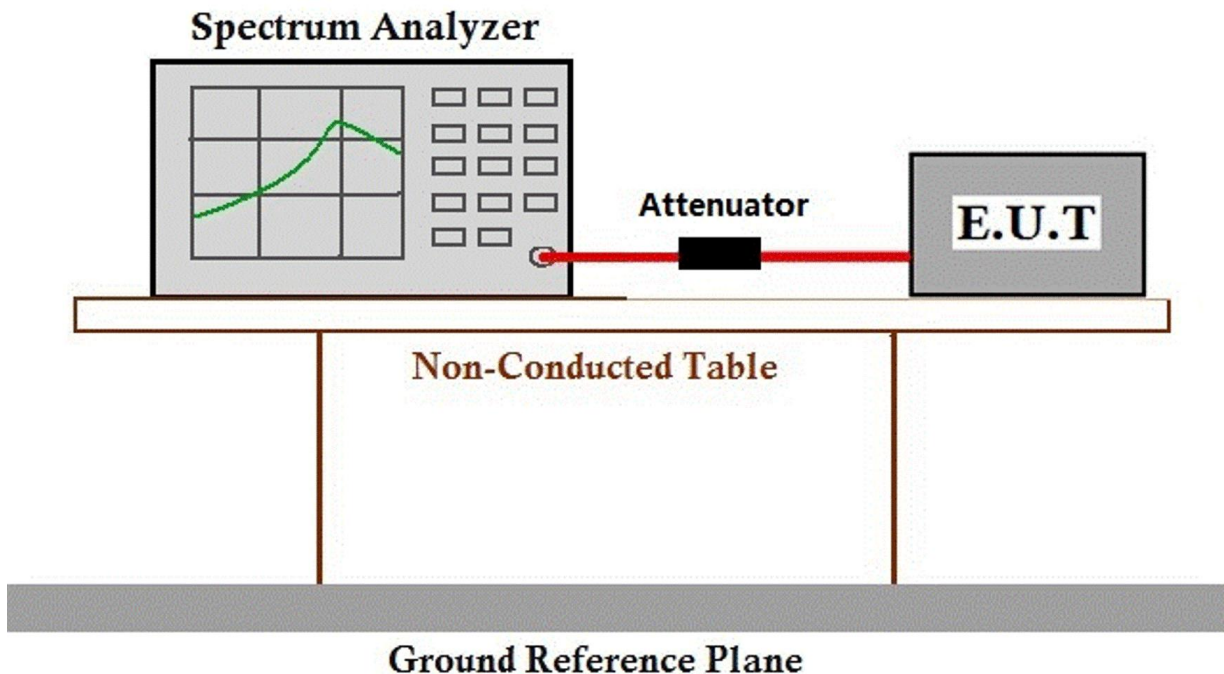 Spectrum Analyzer
Attenuator
E.U.T
Non-Conducted Table
Ground Reference Plane